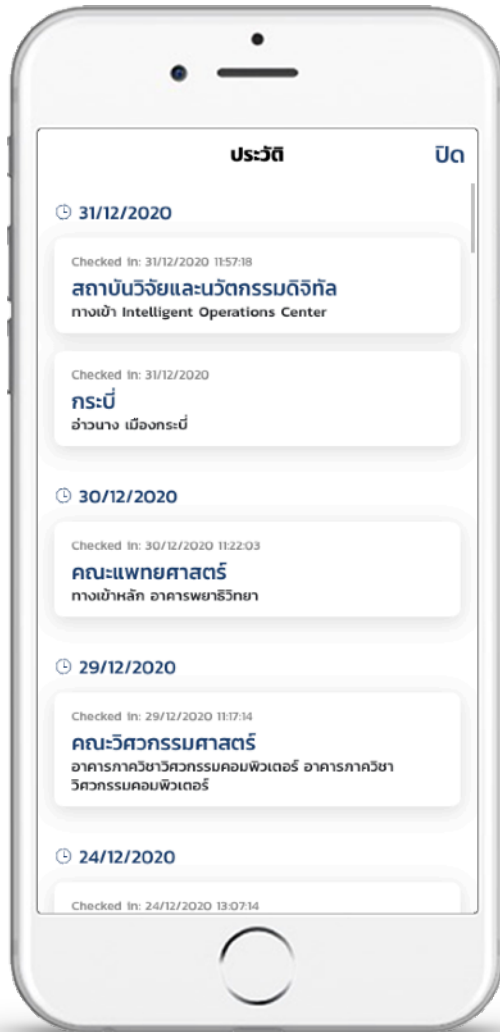 ประวัติ
ปิด
31/12/2020
Checked in: 31/12/2020 11:57:18
สถาบันวิจัยและนวัตกรรมดิจิทัล
ทางเข้า Intelligent Operations Center
Checked in: 31/12/2020
กระบี่
อ่าวนาง เมืองกระบี่
30/12/2020
Checked in: 30/12/2020 11:22:03
คณะแพทยศาสตร์
ทางเข้าหลัก อาคารพยาธิวิทยา
29/12/2020
Checked in: 29/12/2020 11:17:14
คณะวิศวกรรมศาสตร์
อาคารภาควิชาวิศวกรรมคอมพิวเตอร์ อาคารภาควิชา
วิศวกรรมคอมพิวเตอร์
24/12/2020
Checked in: 24/12/2020 13:07:14